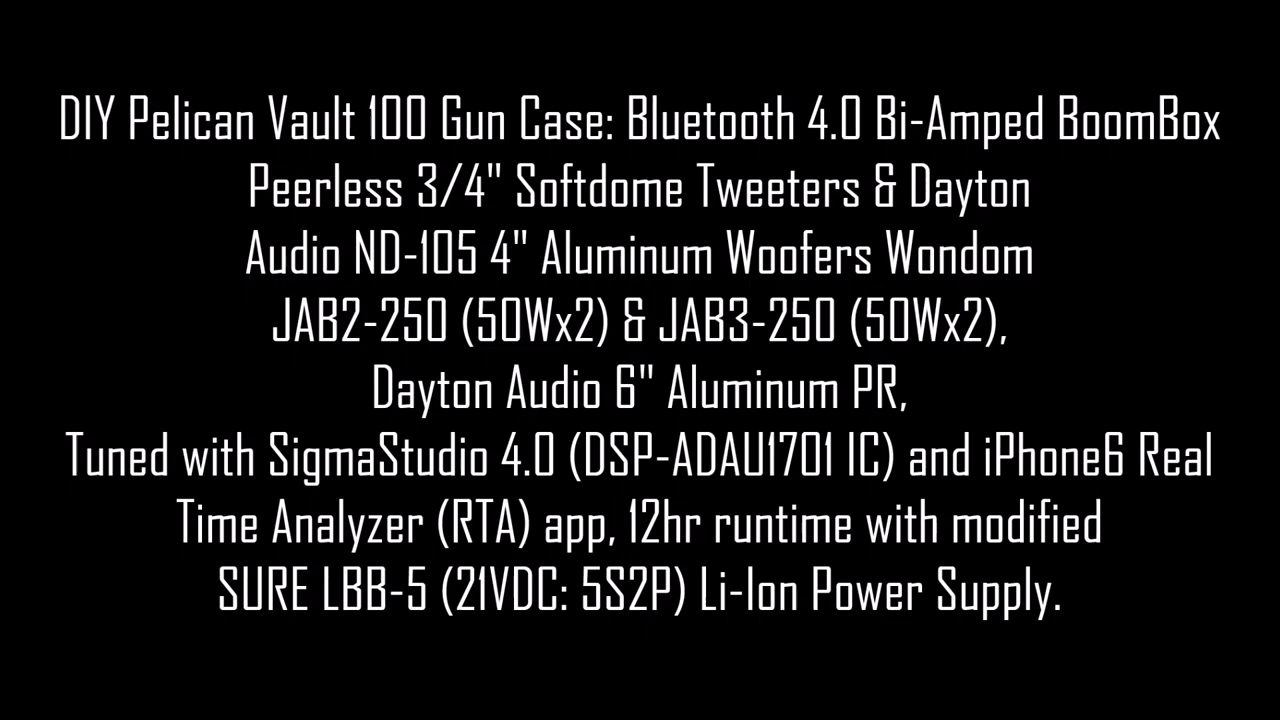 DIY Pelican Vault 100 Gun Case: Bluetooth 4.0 Bi-Amped BoomBox
Peerless 3/4" Softdome Tweeters & Dayton
Audio ND-105 4" Aluminum Woofers Wondom
JAB2-250 (50Wx2) & JAB3-250 (50Wx2),
Dayton Audio 6" Aluminum PR,
Tuned with SigmaStudio 4.0 (DSP-ADAU1701 IC) and iPhone6 Real
Time Analyzer (RTA) app, 12hr runtime with modified
SURE LBB-5 (21VDC: 5S2P) Li-Ion Power Supply.